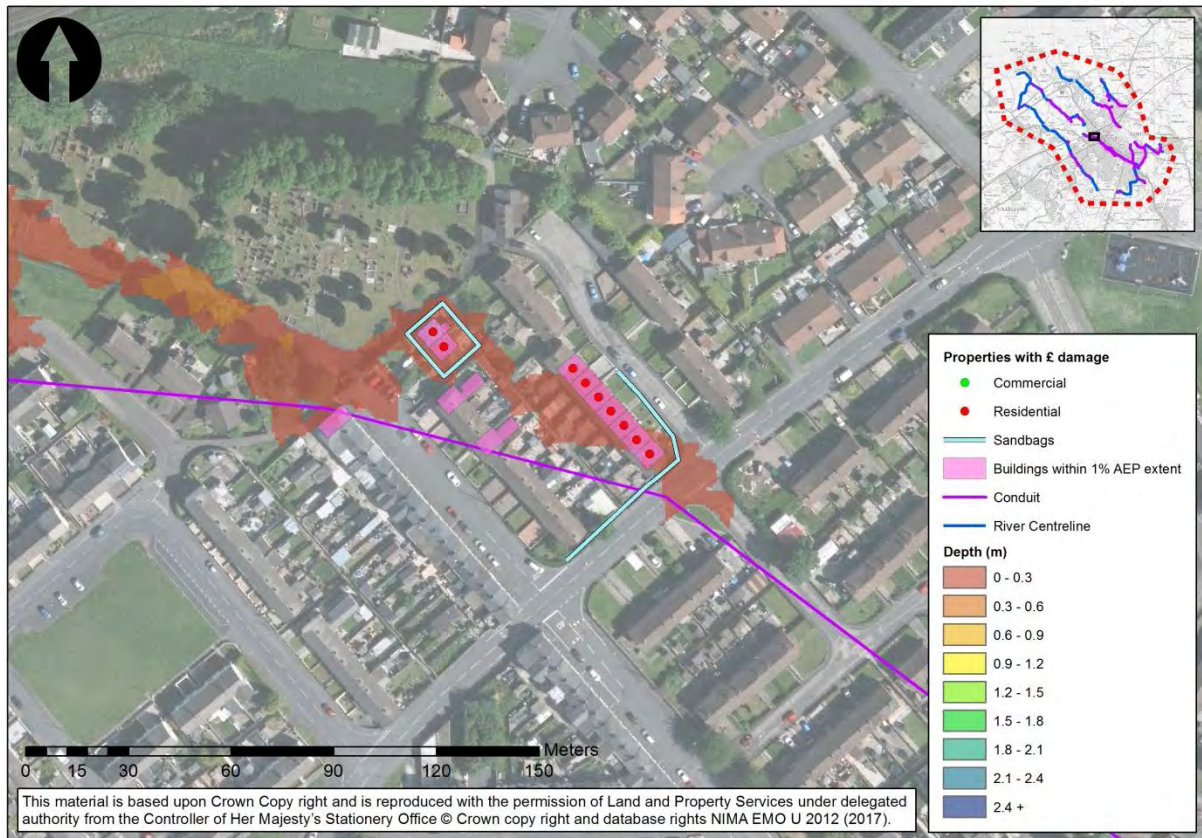 Properties with £ damage
Commercial
Residential
Sandbags
Buildings within 1% AEP extent
Conduit
River Centreline
Depth (m)
0 - 0.3
0.3 - 0.6
0.6 - 0.9
0.9 - 1.2
1.2 - 1.5
1.5 - 1.8
1.8 - 2.1
2.1 - 2.4
2.4 +
Meters
0 15 30 60 90 120 150
This material is based upon Crown Copy right and is reproduced with the permission of Land and Property Services under delegated
authority from the Controller of Her Majesty's Stationery Office © Crown copy right and database rights NIMA EMO U 2012 (2017).